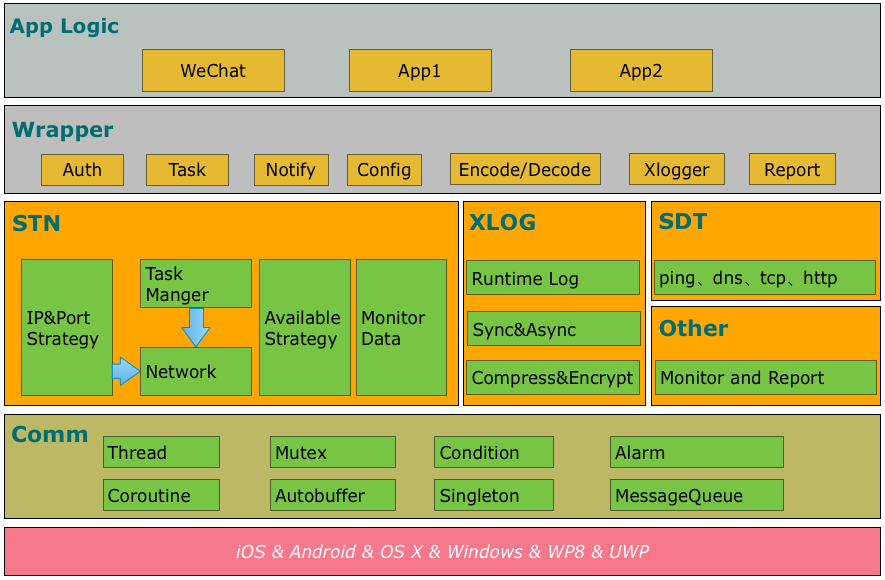 App Logic
WeChat
App1
App2
Wrapper
Auth
Task
Notify
Config
Encode/Decode
Xlogger
Report
STN
IP&Port
Strategy
Task
Manger
Network
Available
Strategy
Monitor
Data
XLOG
Runtime Log
Sync&Async
Compress&Encrypt
SDT
ping、dns、tcp、http
Other
Monitor and Report
Comm
Thread
Mutex
Condition
Alarm
Coroutine
Autobuffer
Singleton
MessageQueue
iOS & Android & OS X & Windows & WP8 & UWP